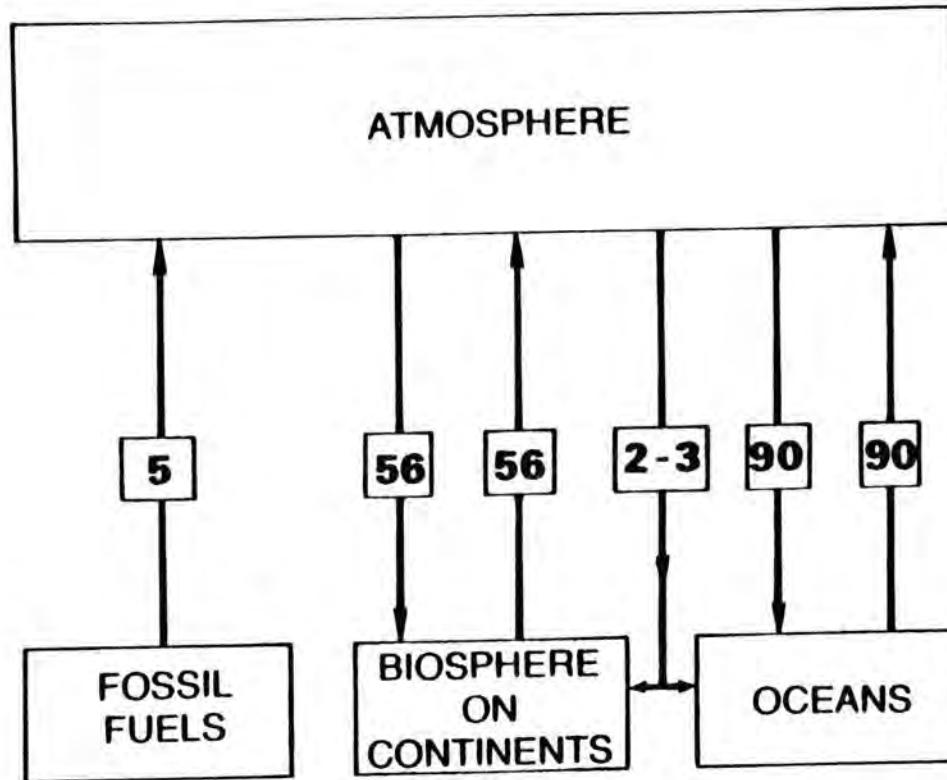 ATMOSPHERE
5
56
56
2-3
90
90
FOSSIL
FUELS
BIOSPHERE
ON
CONTINENTS
OCEANS